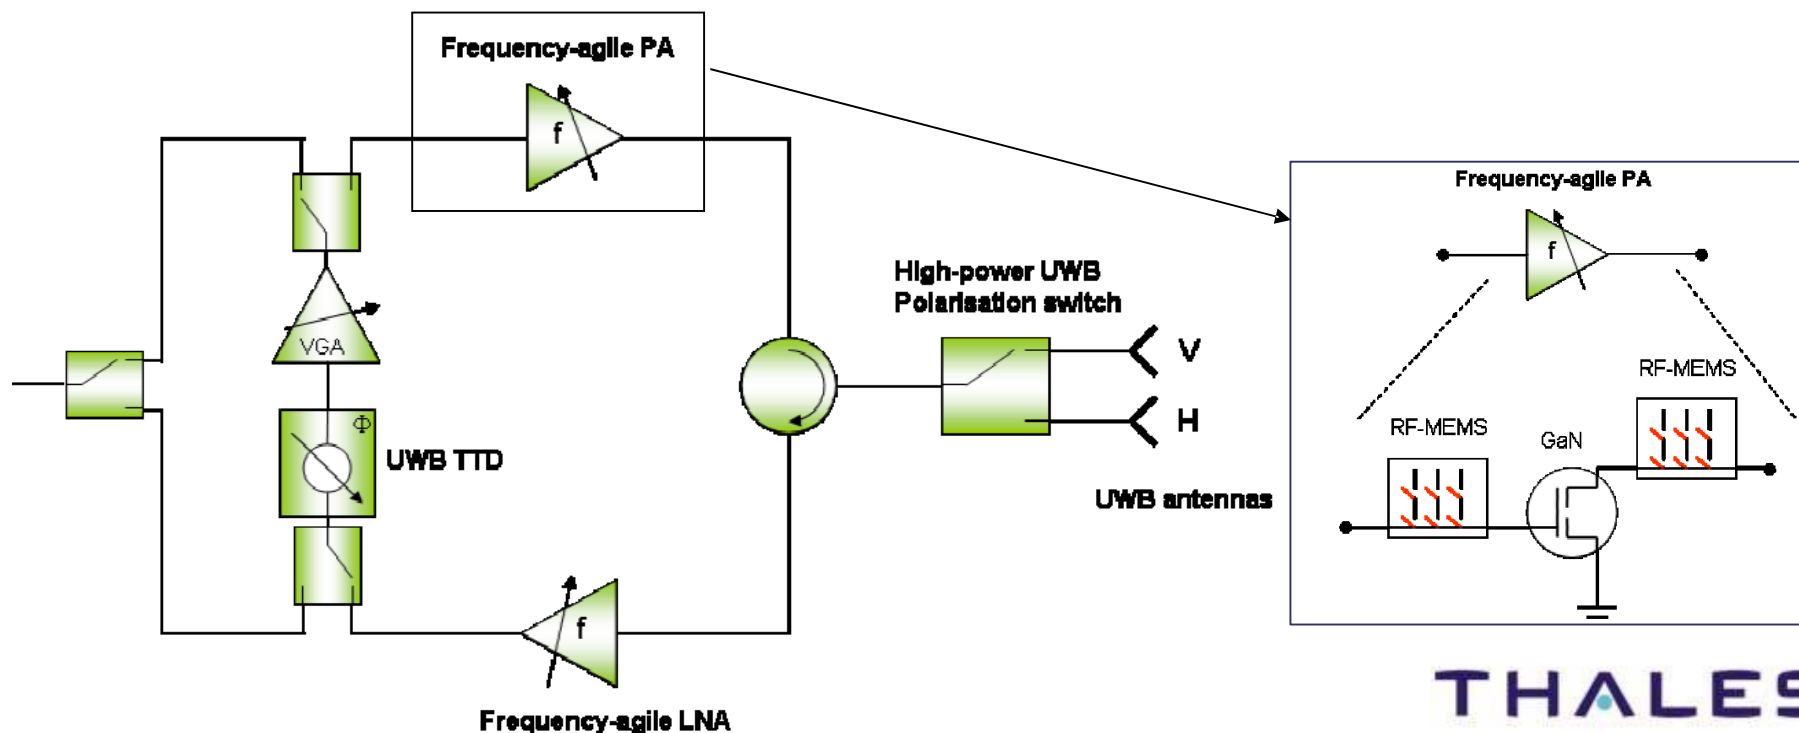 Frequency-agile PA
f
VGA
Φ
UWB TTD
f
Frequency-agile LNA
High-power UWB
Polarisation switch
V
H
UWB antennas
Frequency-agile PA
f
RF-MEMS
GaN
RF-MEMS
THALES